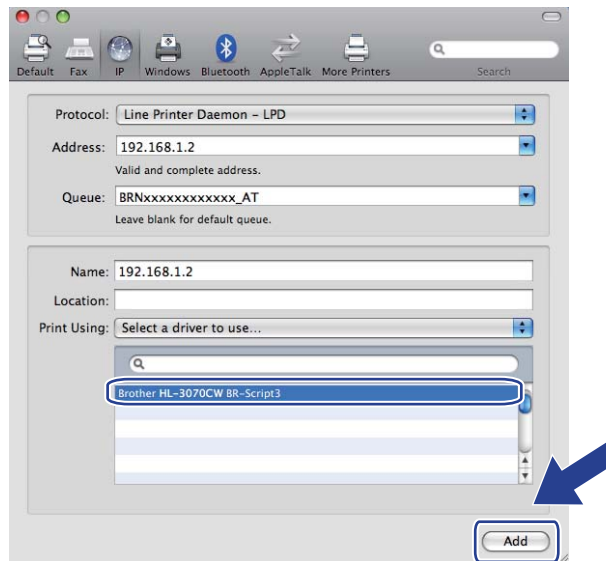 Default Fax IP Windows Bluetooth AppleTalk More Printers Search
Protocol: Line Printer Daemon – LPD
Address: 192.168.1.2
Valid and complete address.
Queue: BRNxxxxxxxxxxxx_AT
Leave blank for default queue.
Name: 192.168.1.2
Location:
Print Using: Select a driver to use...
Brother HL-3070CW BR-Script3
Add